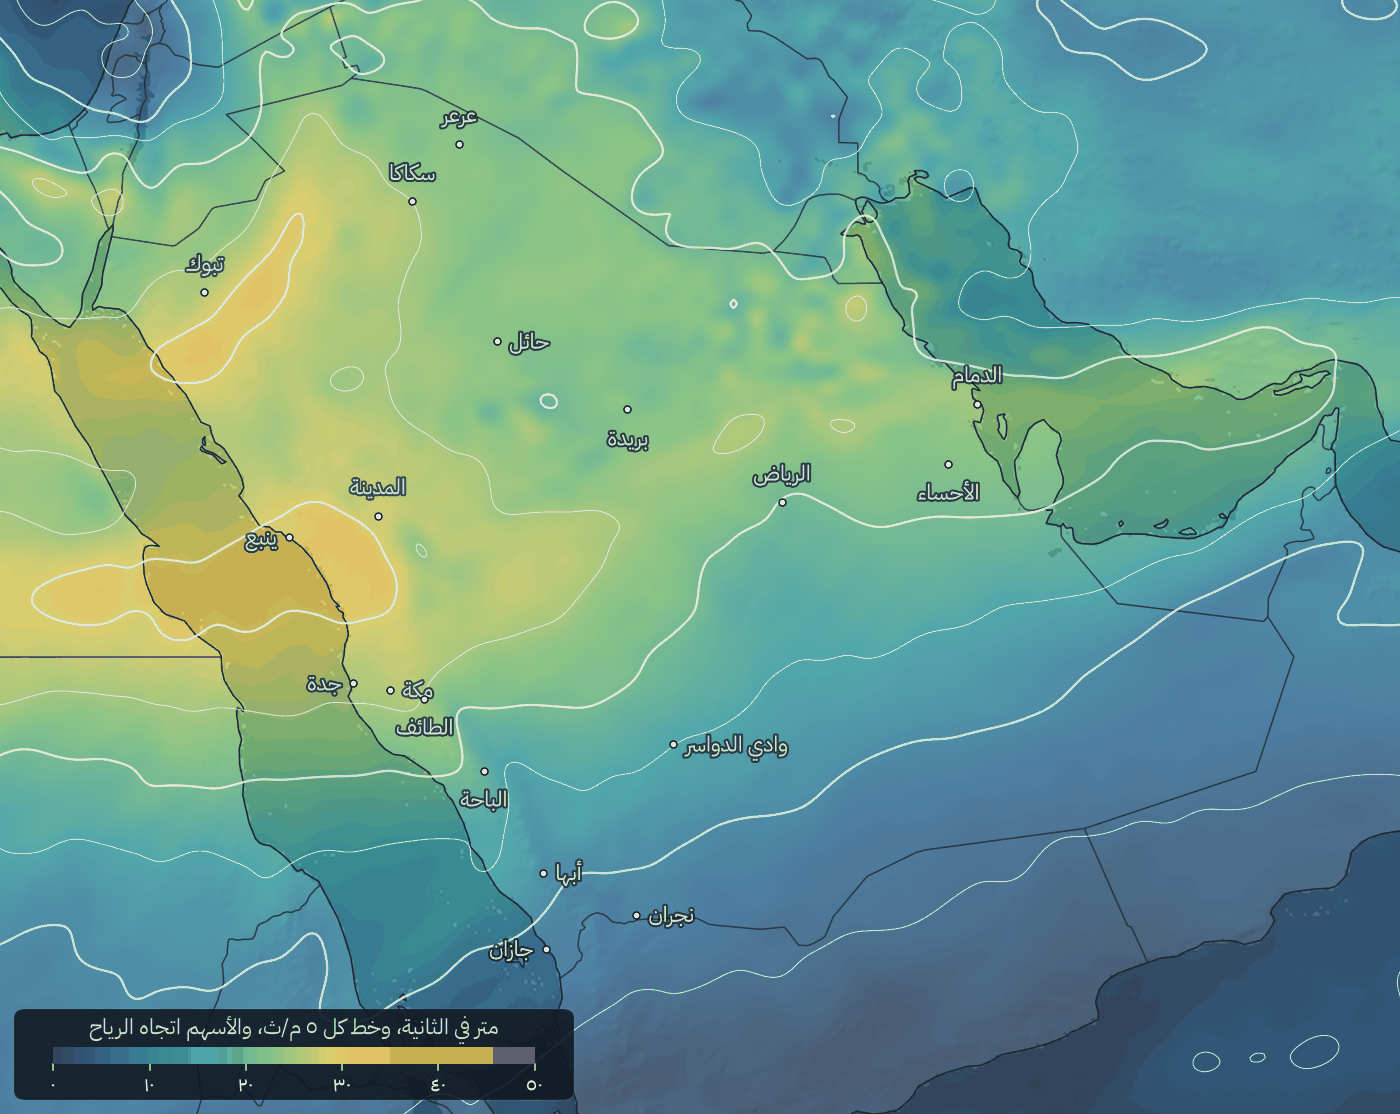 عرعر
سكاكا
تبوك
حائل
الدمام
بريدة
الرياض
المدينة
الأحساء
ينبع
جدة
مكة
الطائف
وادي الدواسر
الباحة
أبها
نجران
جازان
متر في الثانية، وخط كل ٥ م/ث، والأسهم اتجاه الرياح
٠ ١٠ ٢٠ ٣٠ ٤٠ ٥٠